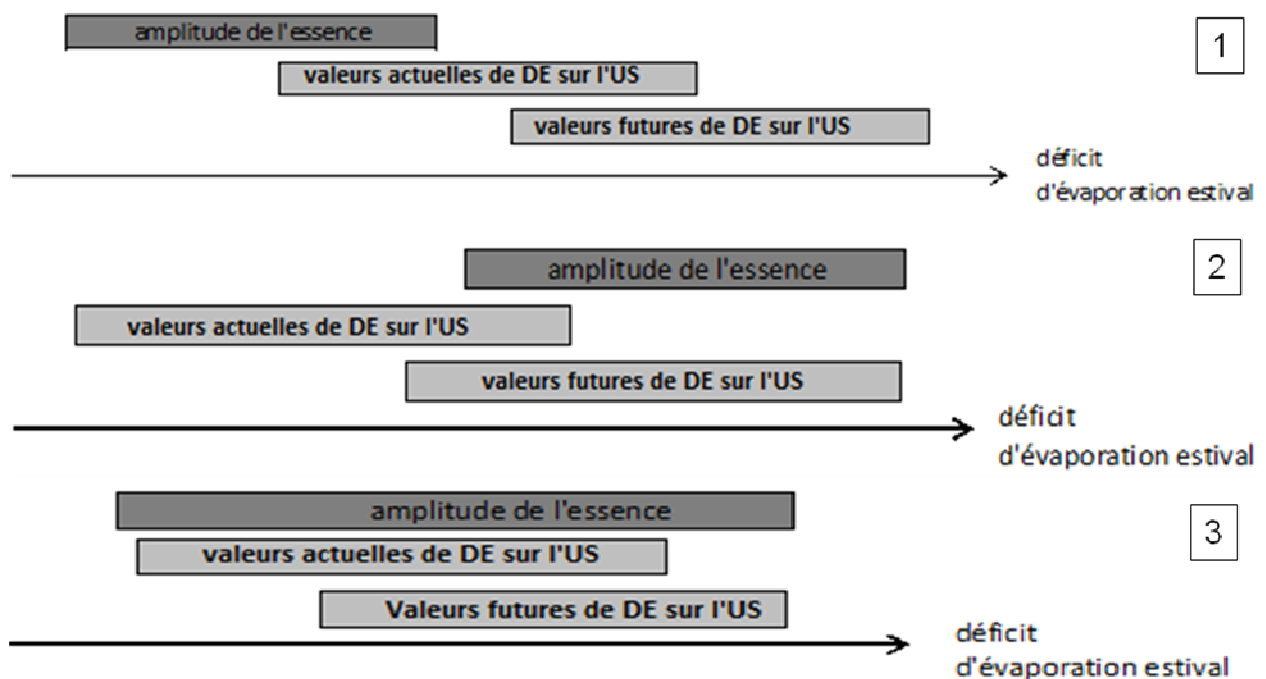 amplitude de l'essence
1
valeurs actuelles de DE sur l'US
valeurs futures de DE sur l'US
déficit
d'évaporation estival
amplitude de l'essence
2
valeurs actuelles de DE sur l'US
valeurs futures de DE sur l'US
déficit
d'évaporation estival
amplitude de l'essence
3
valeurs actuelles de DE sur l'US
Valeurs futures de DE sur l'US
déficit
d'évaporation estival